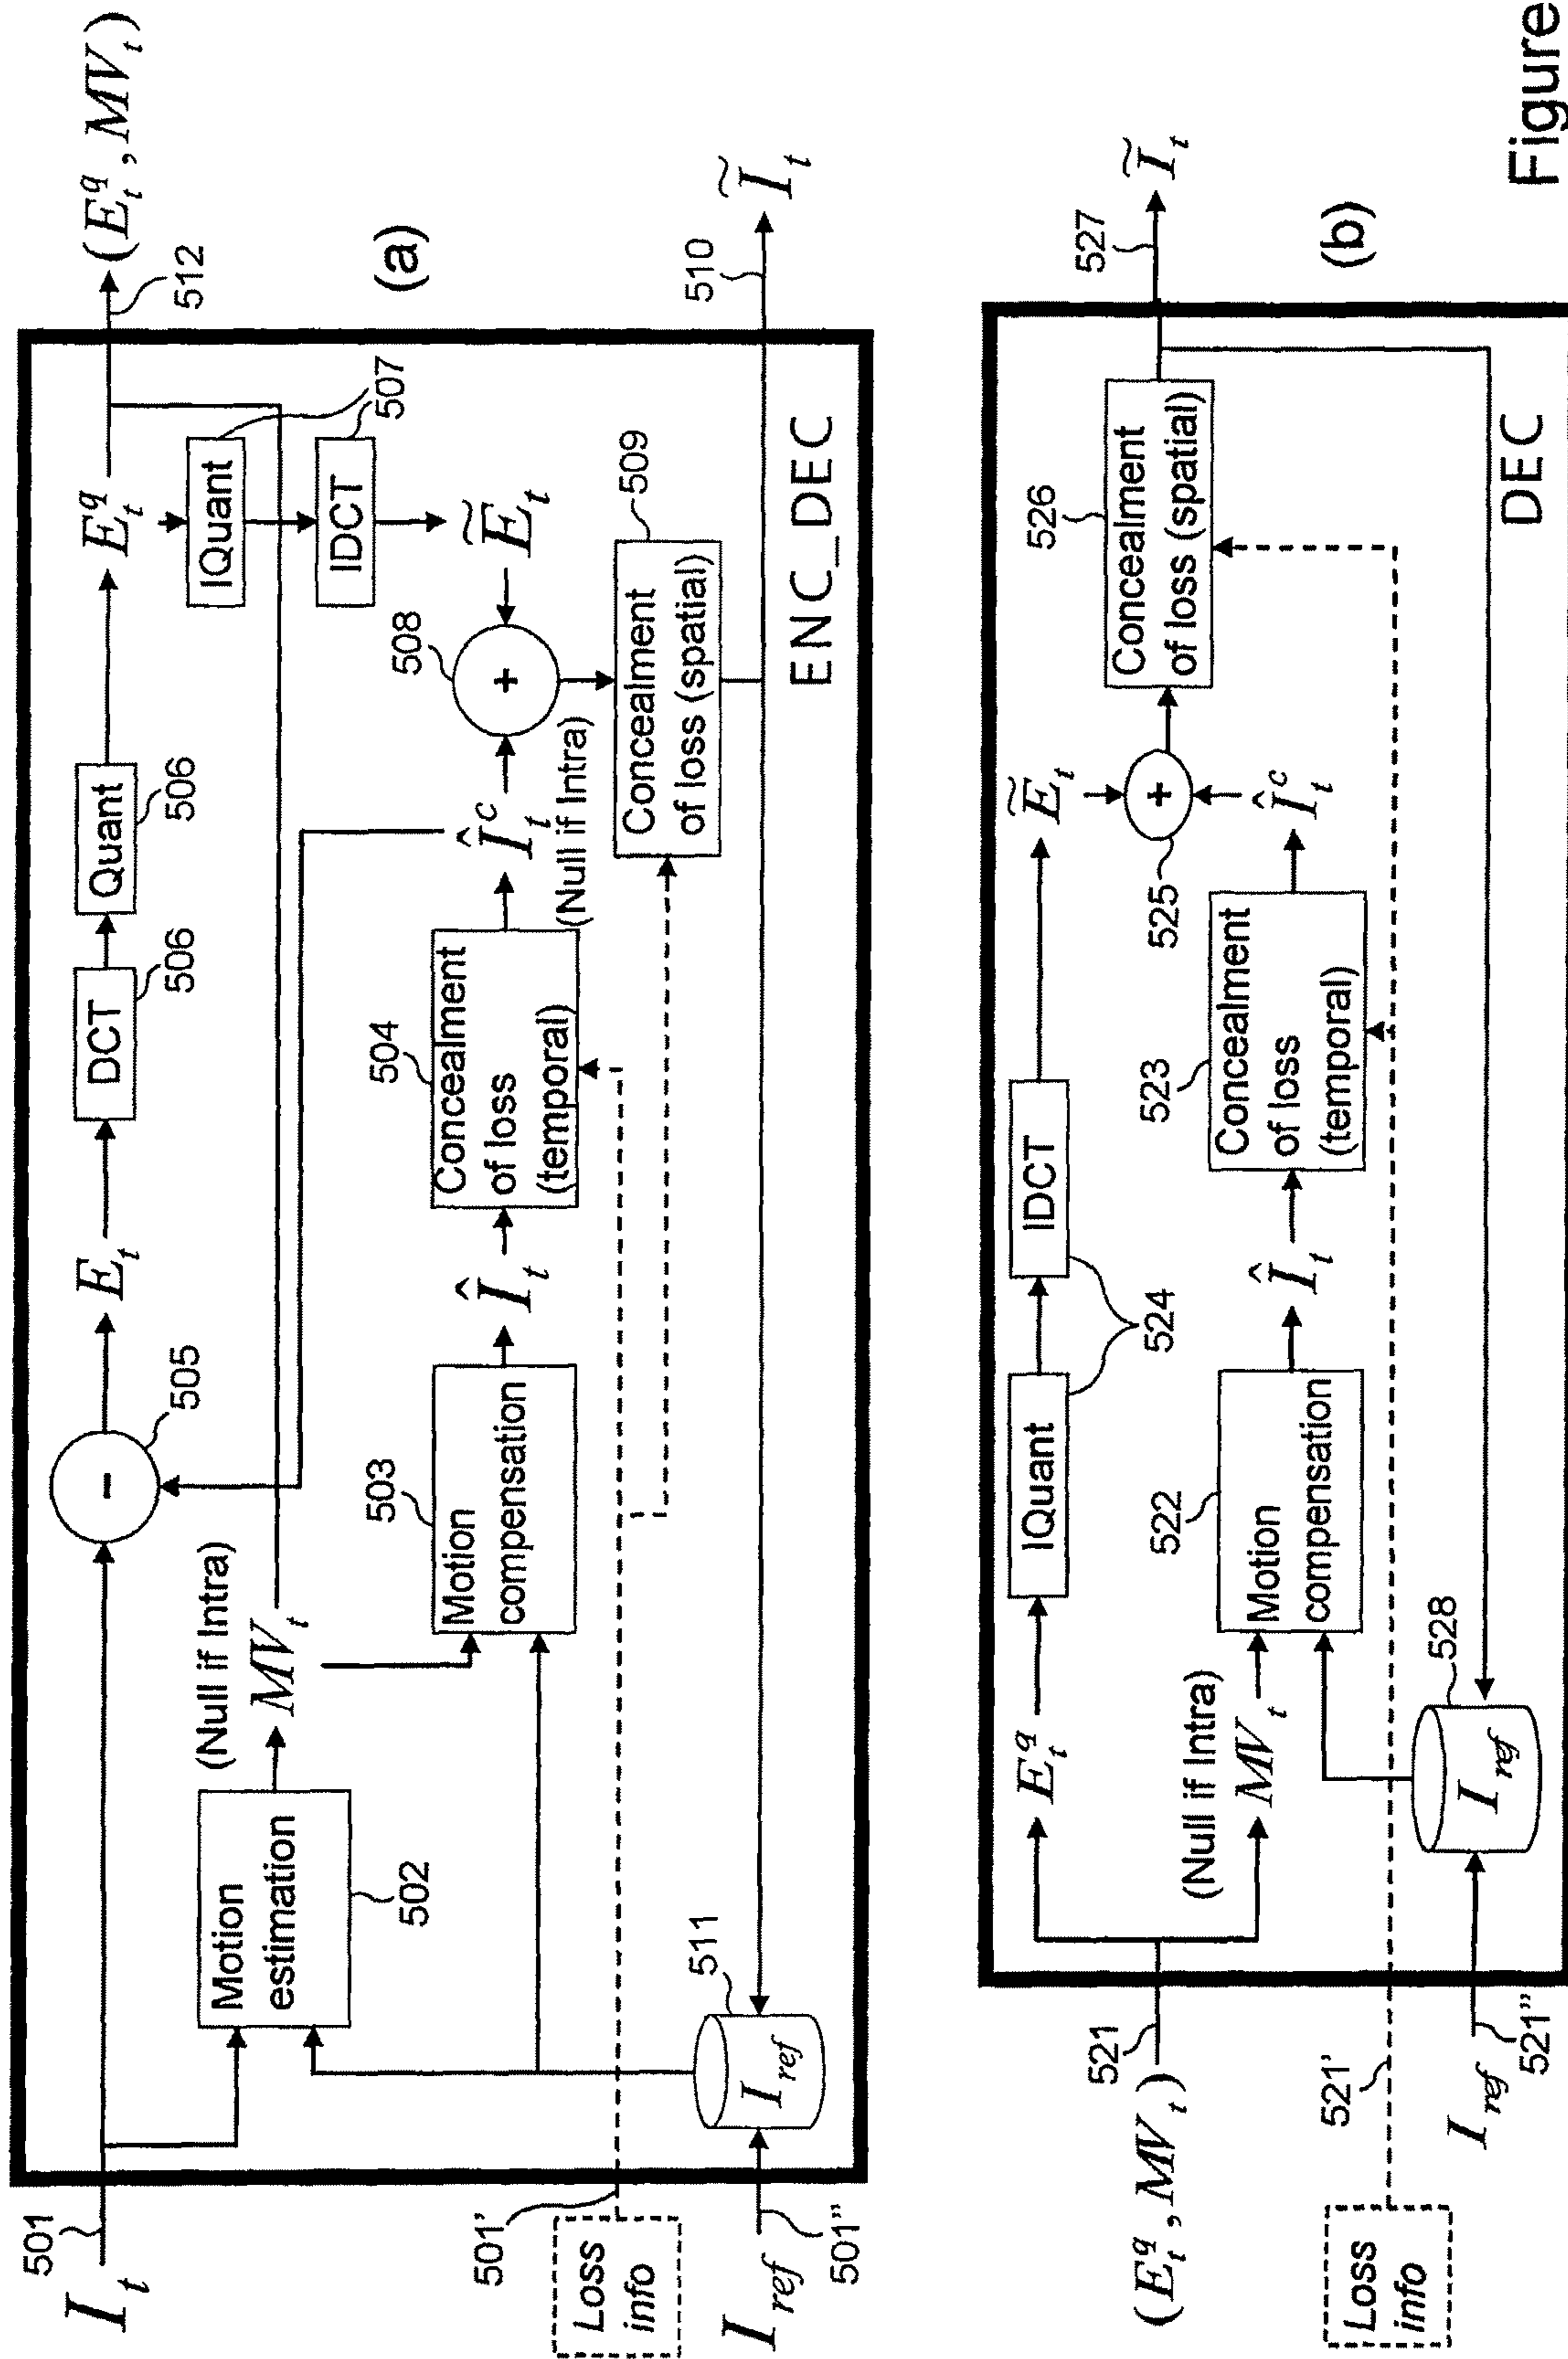 501
I_t
Motion
estimation
502
(Null if Intra)
MV_t
-
505
E_t
DCT
506
Quant
506
E_t^q
512
(E_t^q, MV_t)
IQuant
IDCT
507
Ẽ_t
(a)
501'
Loss
info
Motion
compensation
503
Î_t
504
Concealment
of loss
(temporal)
Î_t^c
(Null if Intra)
508
+
509
Concealment
of loss (spatial)
I_ref
501"
I_ref
511
510
Ĩ_t
ENC_DEC
521
(E_t^q, MV_t)
E_t^q
IQuant
IDCT
524
Ẽ_t
(Null if Intra)
MV_t
522
Motion
compensation
Î_t
523
Concealment
of loss
(temporal)
Î_t^c
+
525
526
Concealment
of loss (spatial)
527
Ĩ_t
(b)
521'
Loss
info
I_ref
521"
I_ref
528
DEC
Figure